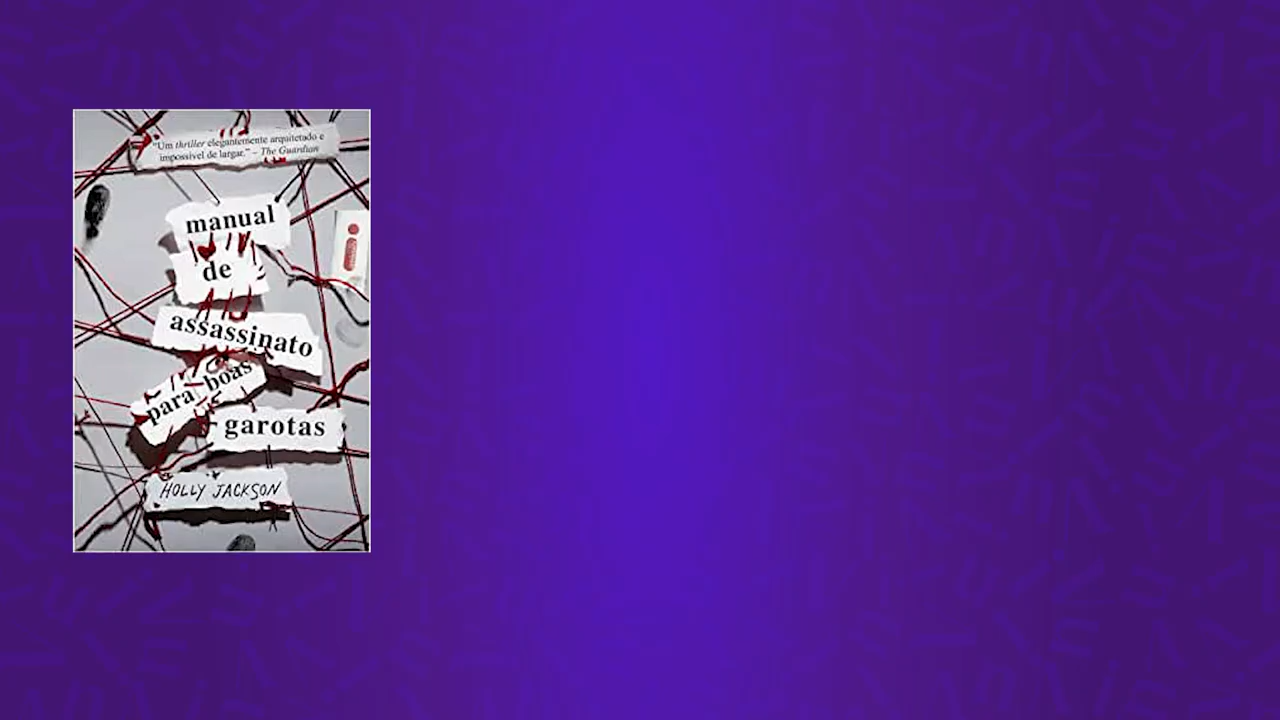 "Um thriller elegantemente arquitetado e
impossível de largar." – The Guardian
manual
de
assassinato
para boas
garotas
HOLLY JACKSON